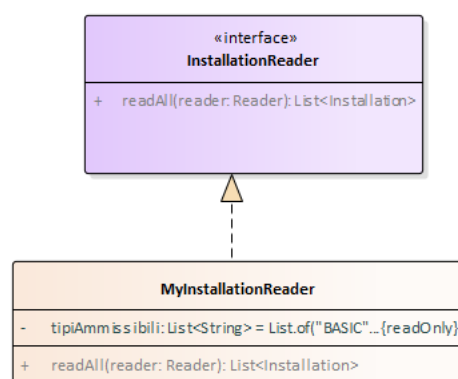 «interface»
InstallationReader
+ readAll(reader: Reader): List<Installation>
MyInstallationReader
- tipiAmmissibili: List<String> = List.of("BASIC"...{readOnly}
+ readAll(reader: Reader): List<Installation>